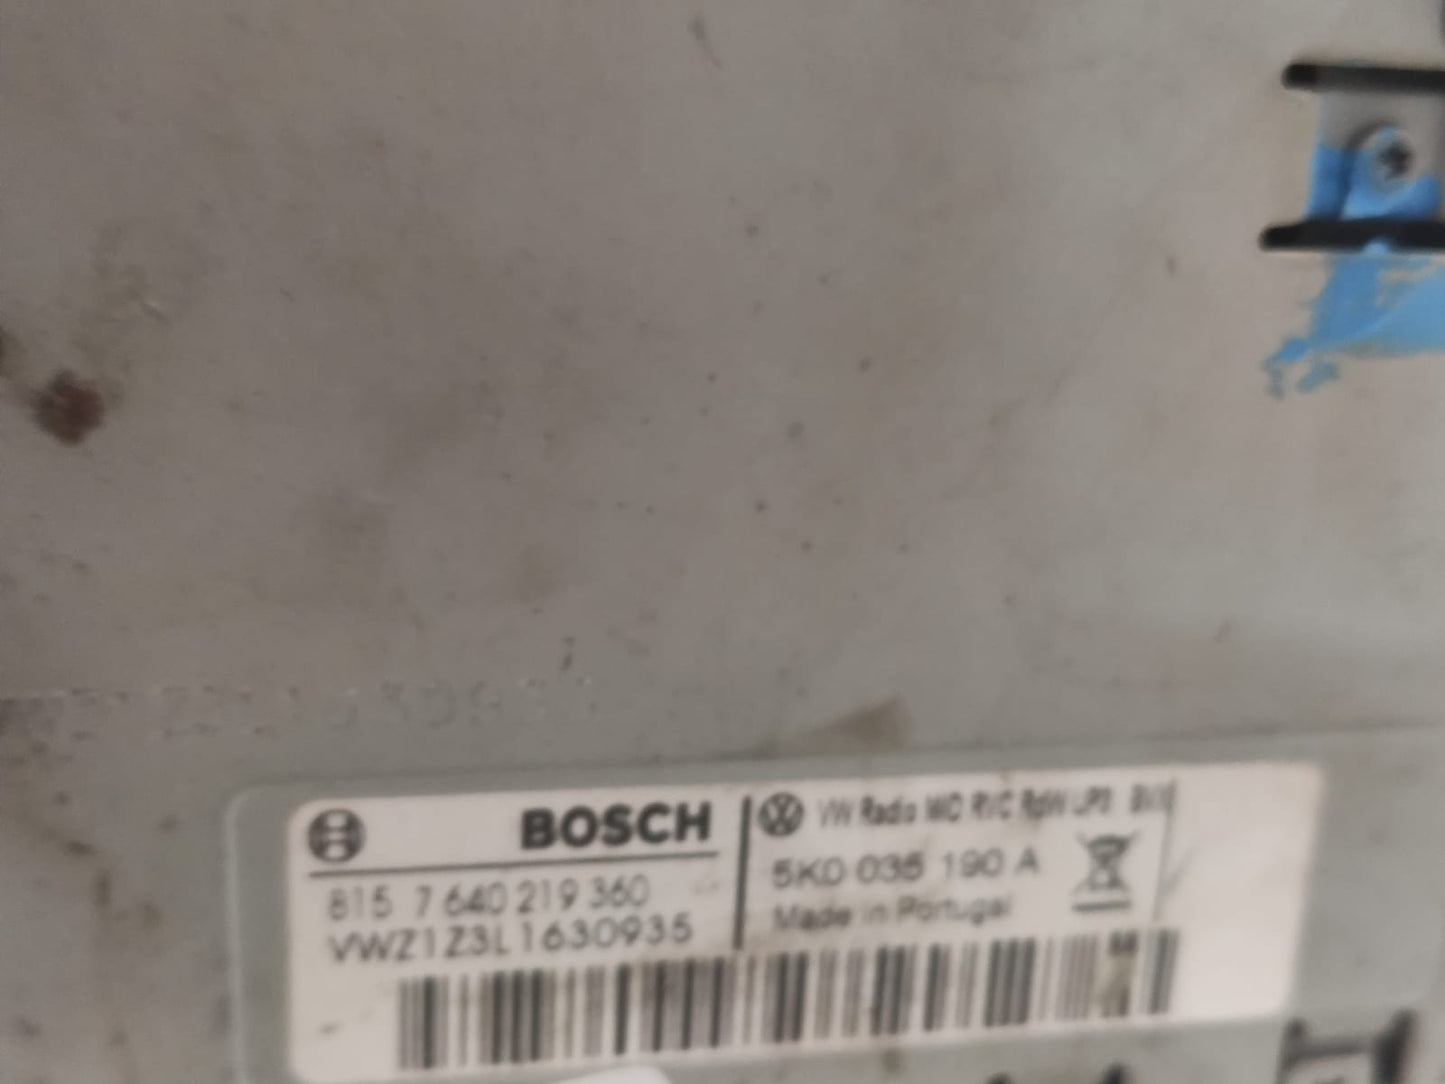 BOSCH
815 7 640 219 360
VWZ1Z3L1630935
VW Radio
5K0 035 190 A
Made in Portugal